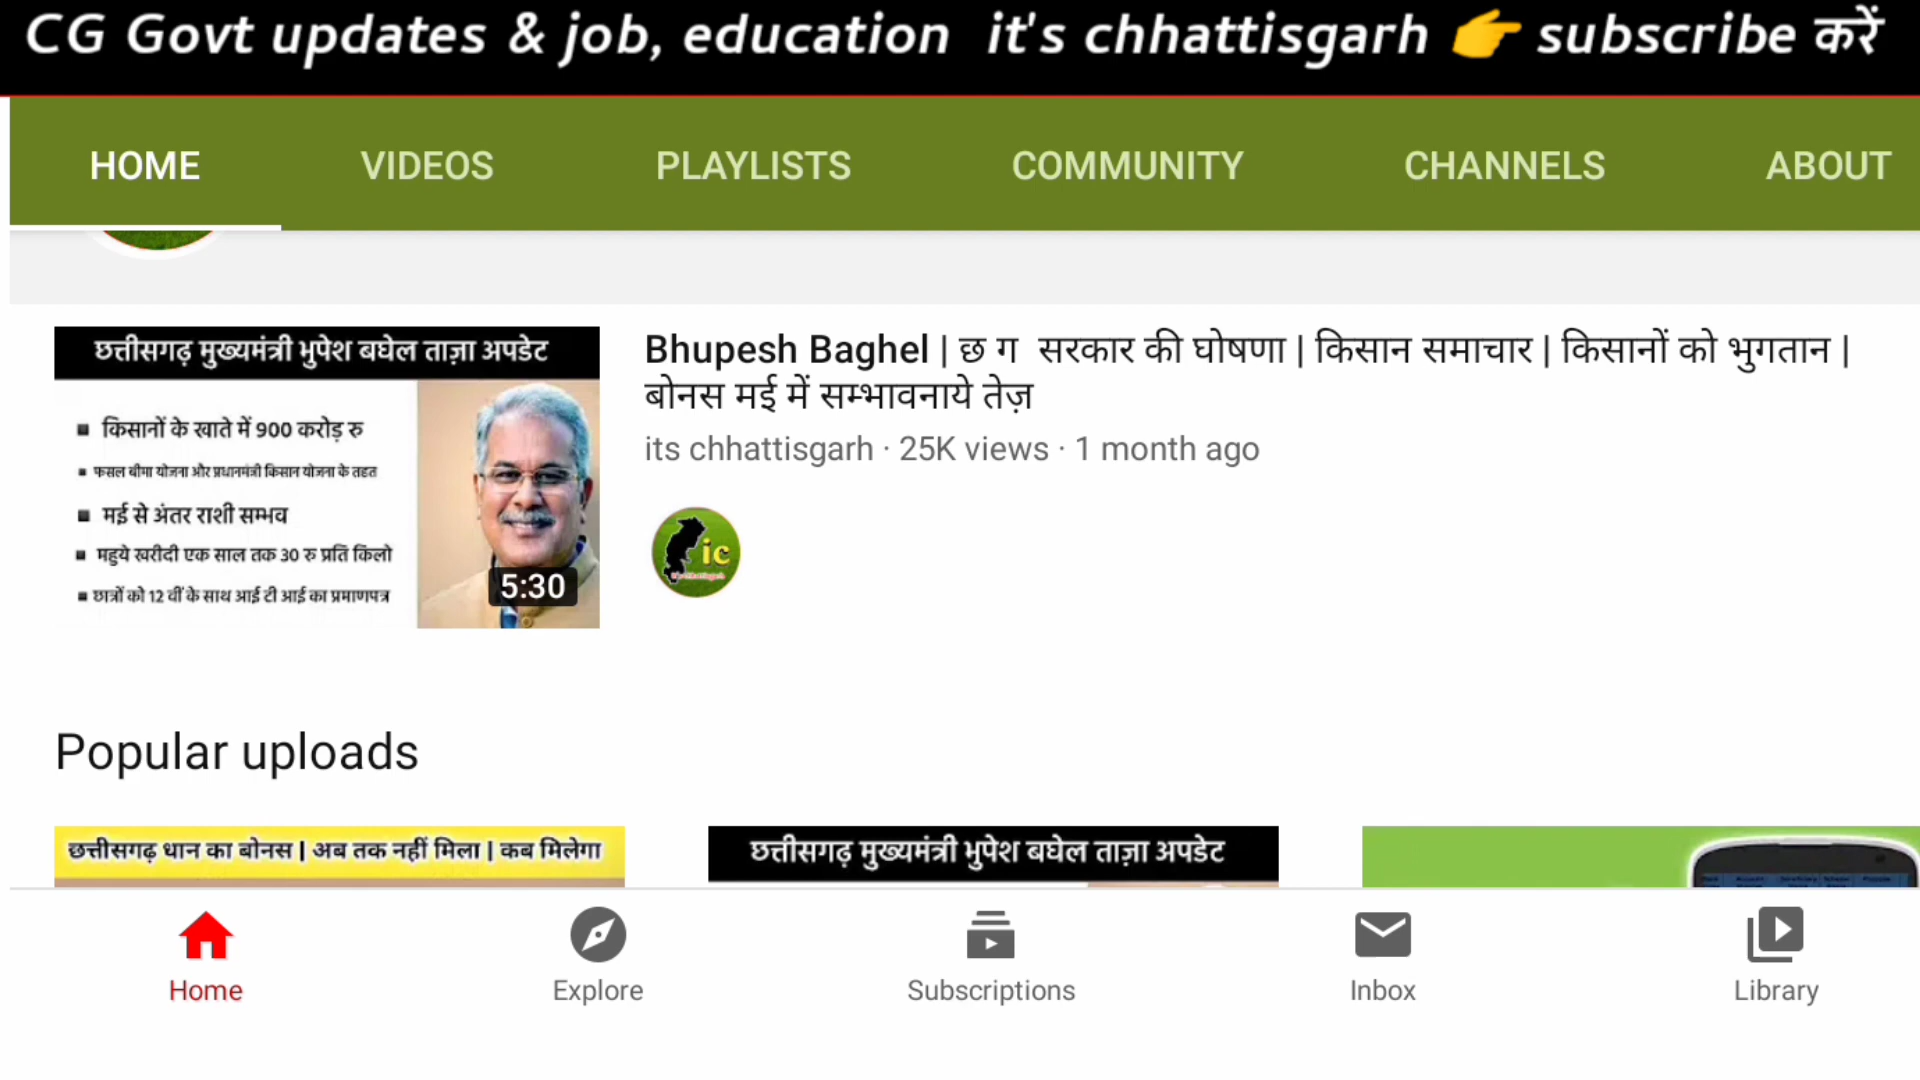 CG Govt updates & job, education it's chhattisgarh 👉 subscribe करें
HOME VIDEOS PLAYLISTS COMMUNITY CHANNELS ABOUT
छत्तीसगढ़ मुख्यमंत्री भुपेश बघेल ताज़ा अपडेट
▪ किसानों के खाते में 900 करोड़ रु
▪ फसल बीमा योजना और प्रधानमंत्री किसान योजना के तहत
▪ मई से अंतर राशी सम्भव
▪ महुये खरीदी एक साल तक 30 रु प्रति किलो
▪ छात्रों को 12 वीं के साथ आई टी आई का प्रमाणपत्र
5:30
Bhupesh Baghel | छ ग सरकार की घोषणा | किसान समाचार | किसानों को भुगतान |
बोनस मई में सम्भावनाये तेज़
its chhattisgarh · 25K views · 1 month ago
ic
Popular uploads
छत्तीसगढ़ धान का बोनस | अब तक नहीं मिला | कब मिलेगा
छत्तीसगढ़ मुख्यमंत्री भुपेश बघेल ताज़ा अपडेट
Home Explore Subscriptions Inbox Library